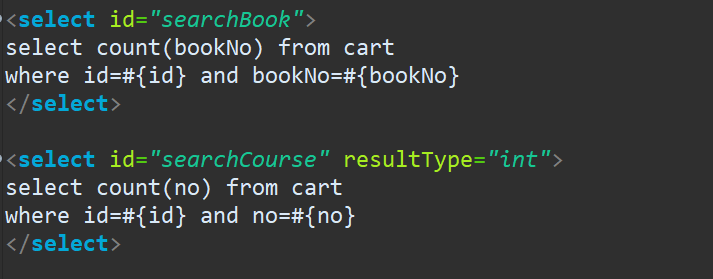 <select id="searchBook">
select count(bookNo) from cart
where id=#{id} and bookNo=#{bookNo}
</select>
<select id="searchCourse" resultType="int">
select count(no) from cart
where id=#{id} and no=#{no}
</select>